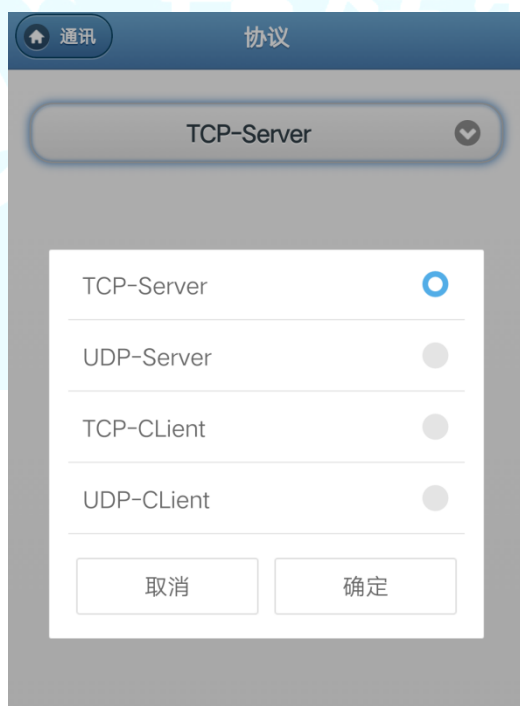 通讯
协议
TCP-Server
TCP-Server
UDP-Server
TCP-CLient
UDP-CLient
取消
确定